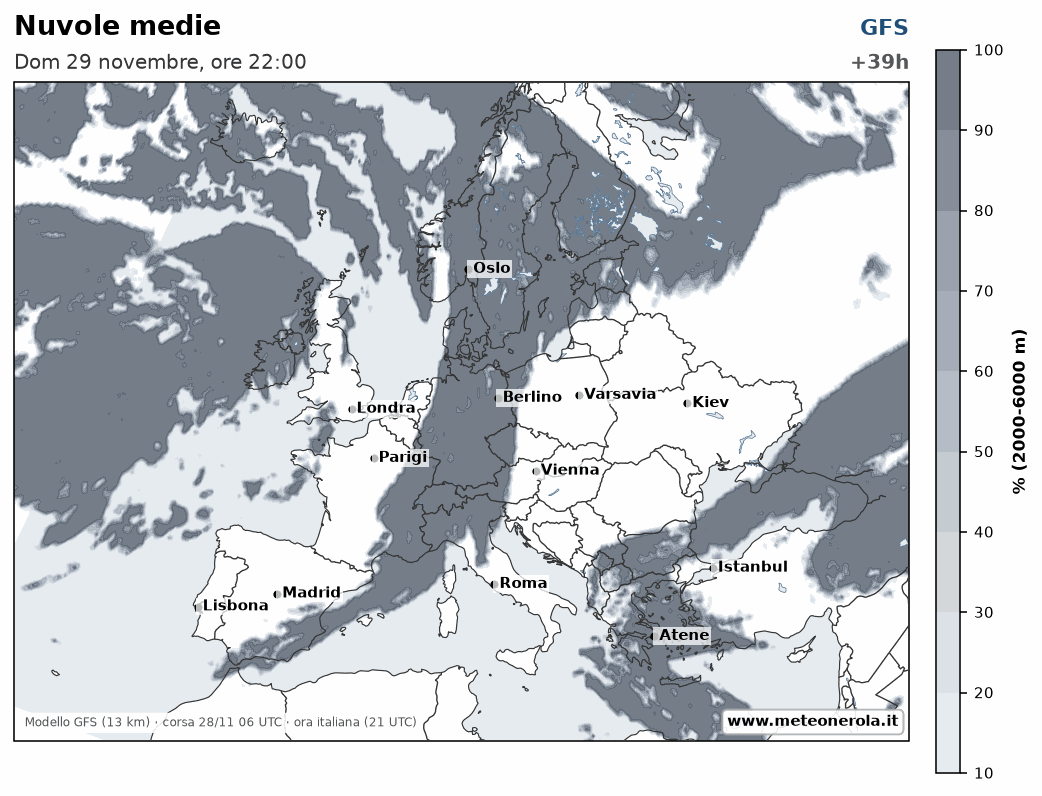 Nuvole medie
GFS
Dom 29 novembre, ore 22:00
+39h
100
90
80
70
60
50
40
30
20
10
% (2000-6000 m)
Oslo
Berlino
Varsavia
Kiev
Londra
Parigi
Vienna
Istanbul
Roma
Madrid
Lisbona
Atene
Modello GFS (13 km) · corsa 28/11 06 UTC · ora italiana (21 UTC)
www.meteonerola.it